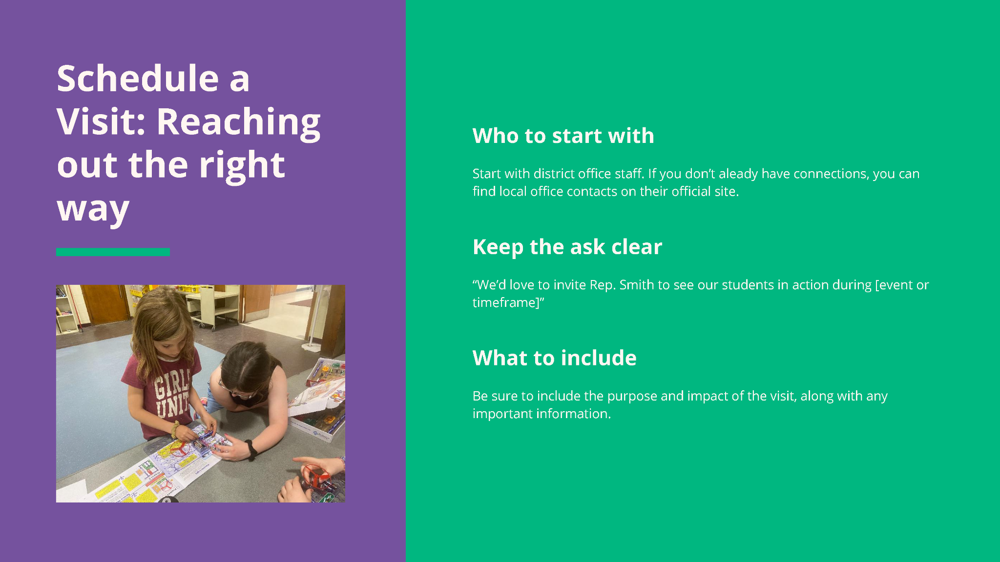 Schedule a
Visit: Reaching
out the right
way
GIRLS
UNIT
Who to start with
Start with district office staff. If you don’t aleady have connections, you can
find local office contacts on their official site.
Keep the ask clear
“We’d love to invite Rep. Smith to see our students in action during [event or
timeframe]”
What to include
Be sure to include the purpose and impact of the visit, along with any
important information.